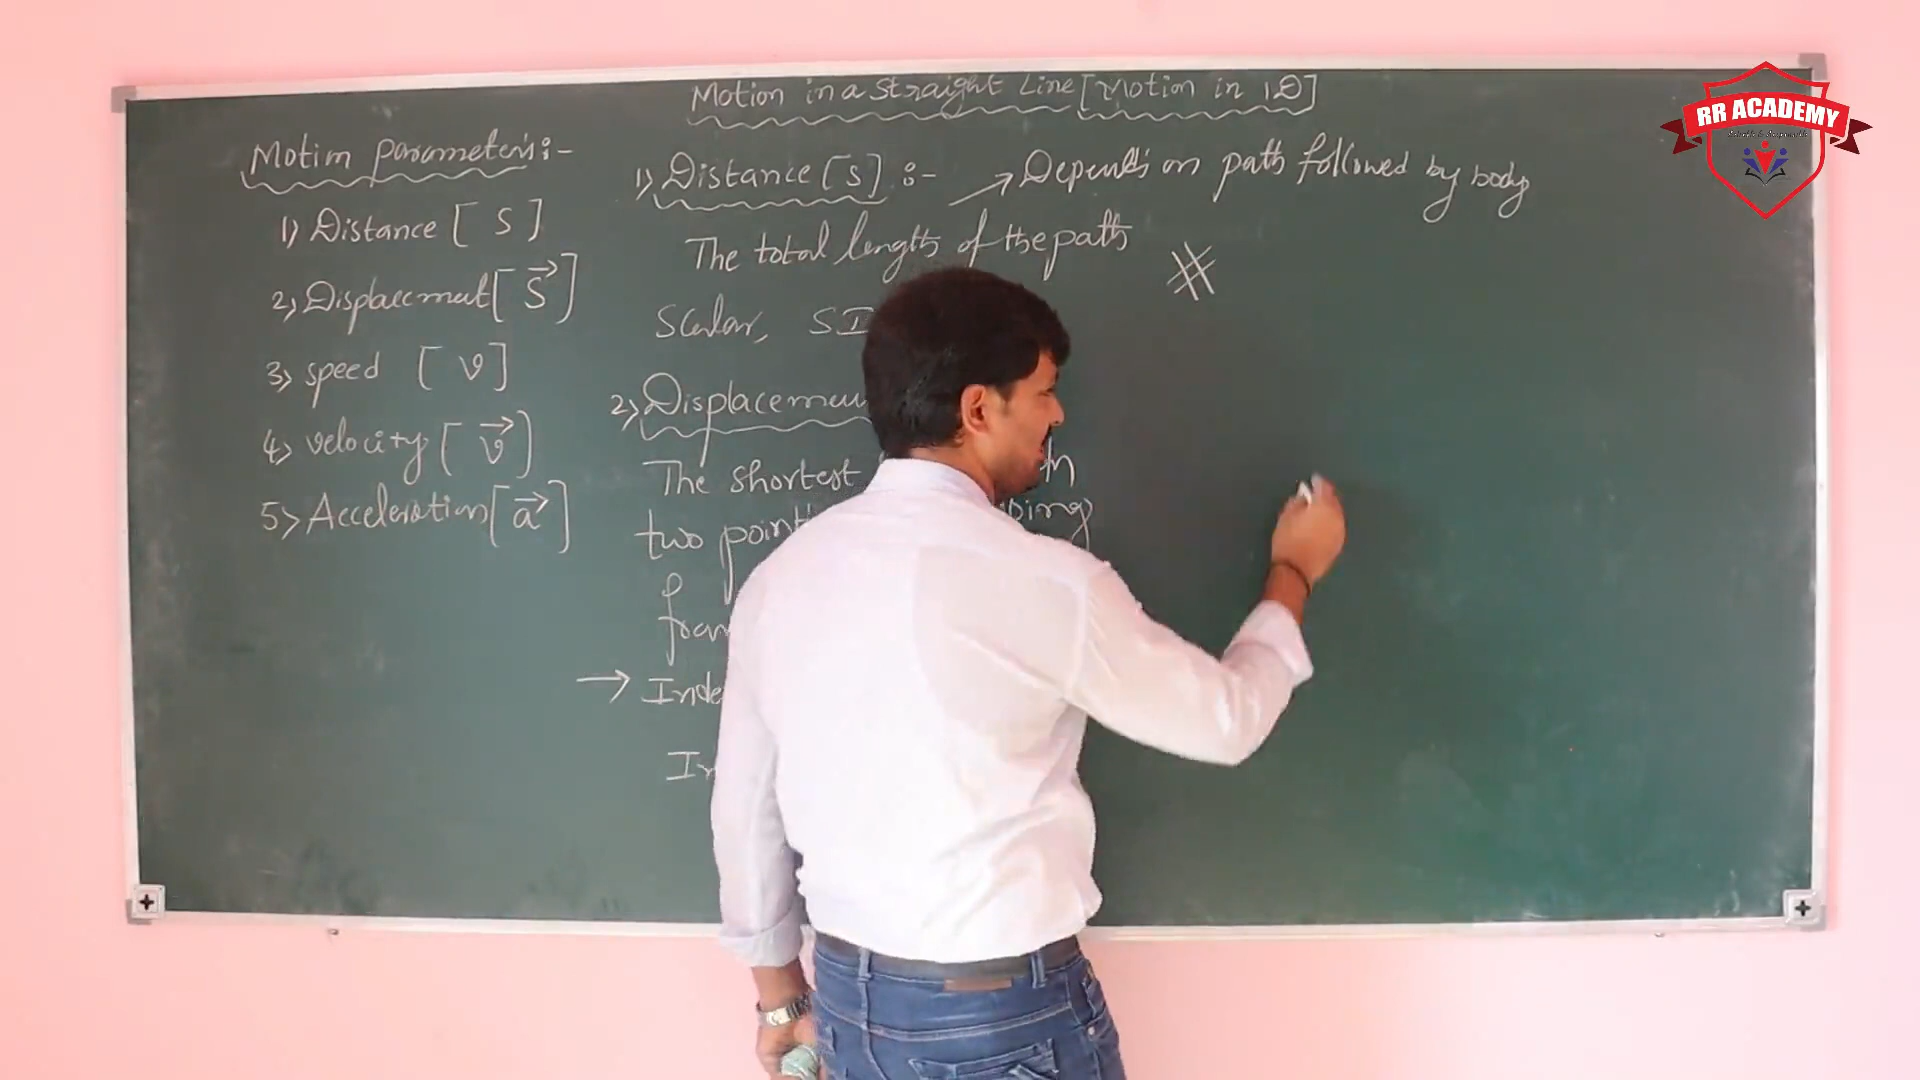 Motion in a straight Line [Motion in 1D]
RR ACADEMY
Motion parameters:-
1) Distance [ S ]
2) Displacement [ S⃗ ]
3) speed [ v ]
4) velocity [ v⃗ ]
5) Acceleration [ a⃗ ]
1) Distance [S] :- → Depends on path followed by body
The total length of the path
#
Scalar, SI
2) Displacemen
The shortest
two point
→ Inde